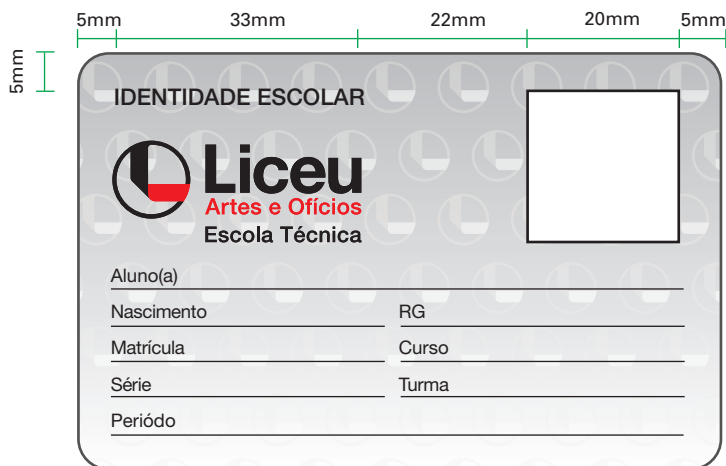 5mm 33mm 22mm 20mm 5mm
5mm
IDENTIDADE ESCOLAR
Liceu
Artes e Ofícios
Escola Técnica
Aluno(a)
Nascimento RG
Matrícula Curso
Série Turma
Periódo